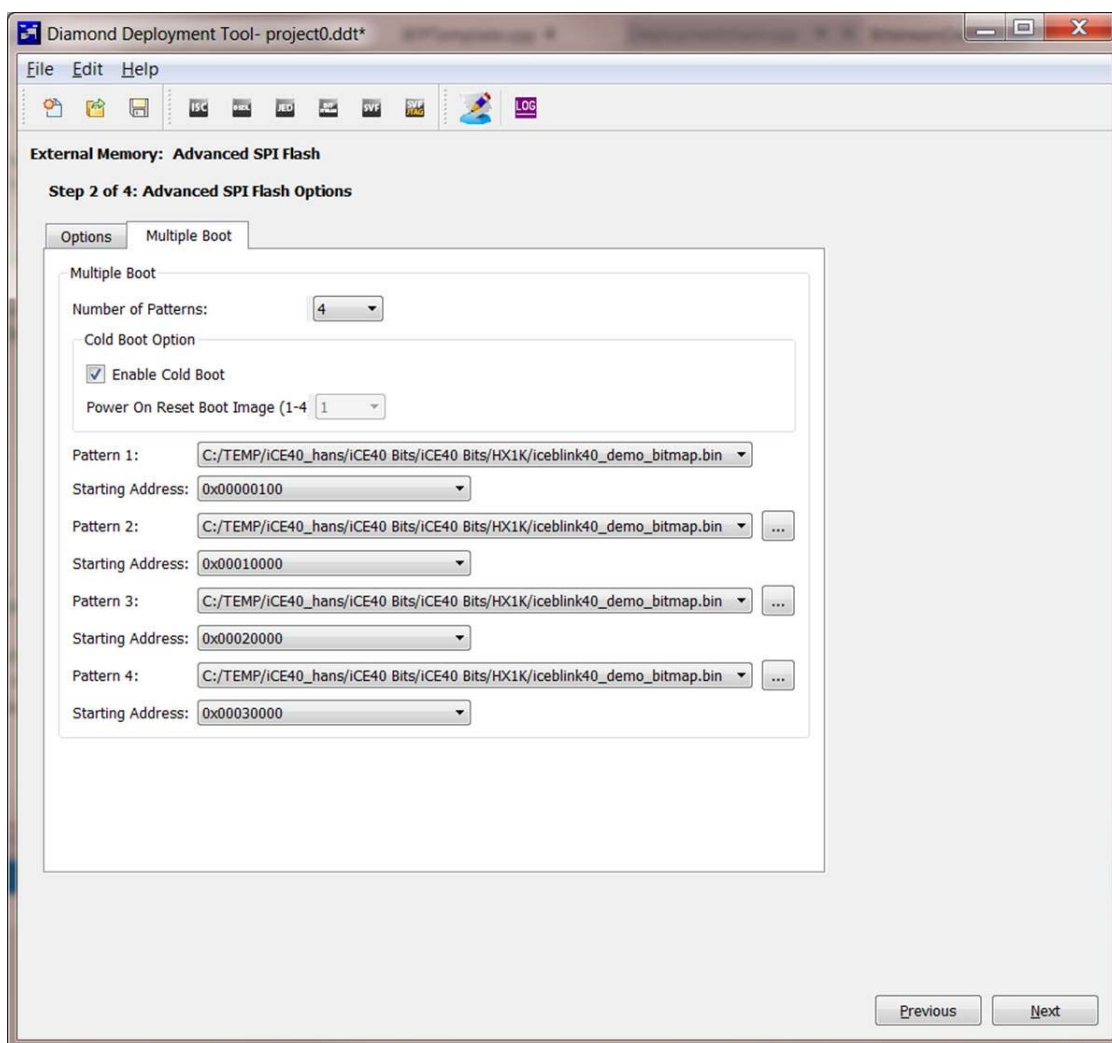 Diamond Deployment Tool- project0.ddt*
File Edit Help
ISC JED SVF SVF JTAG LOG
External Memory: Advanced SPI Flash
Step 2 of 4: Advanced SPI Flash Options
Options Multiple Boot
Multiple Boot
Number of Patterns: 4
Cold Boot Option
Enable Cold Boot
Power On Reset Boot Image (1-4 1
Pattern 1: C:/TEMP/iCE40_hans/iCE40 Bits/iCE40 Bits/HX1K/iceblink40_demo_bitmap.bin
Starting Address: 0x00000100
Pattern 2: C:/TEMP/iCE40_hans/iCE40 Bits/iCE40 Bits/HX1K/iceblink40_demo_bitmap.bin ...
Starting Address: 0x00010000
Pattern 3: C:/TEMP/iCE40_hans/iCE40 Bits/iCE40 Bits/HX1K/iceblink40_demo_bitmap.bin ...
Starting Address: 0x00020000
Pattern 4: C:/TEMP/iCE40_hans/iCE40 Bits/iCE40 Bits/HX1K/iceblink40_demo_bitmap.bin ...
Starting Address: 0x00030000
Previous Next